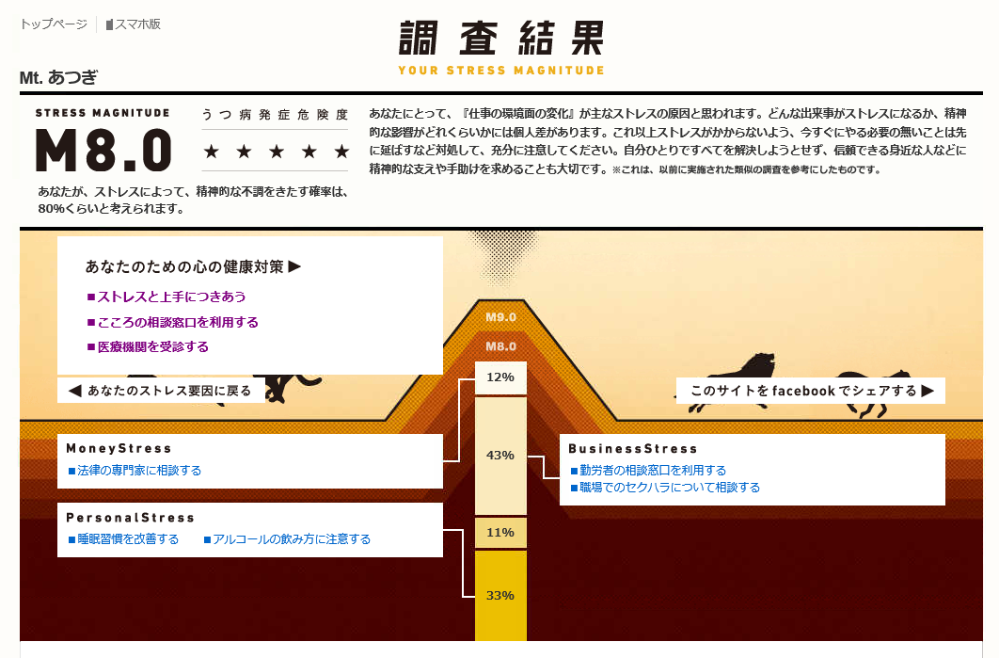 トップページ
スマホ版
調査結果
YOUR STRESS MAGNITUDE
Mt. あつぎ
STRESS MAGNITUDE
M8.0
うつ病発症危険度
★ ★ ★ ★ ★
あなたが、ストレスによって、精神的な不調をきたす確率は、
80%くらいと考えられます。
あなたにとって、『仕事の環境面の変化』が主なストレスの原因と思われます。どんな出来事がストレスになるか、精神
的な影響がどれくらいかには個人差があります。これ以上ストレスがかからないよう、今すぐにやる必要の無いことは先
に延ばすなど対処して、充分に注意してください。自分ひとりですべてを解決しようとせず、信頼できる身近な人などに
精神的な支えや手助けを求めることも大切です。※これは、以前に実施された類似の調査を参考にしたものです。
あなたのための心の健康対策 ▶
■ストレスと上手につきあう
■こころの相談窓口を利用する
■医療機関を受診する
◀ あなたのストレス要因に戻る
M9.0
M8.0
12%
43%
11%
33%
このサイトをfacebookでシェアする ▶
MoneyStress
■法律の専門家に相談する
BusinessStress
■勤労者の相談窓口を利用する
■職場でのセクハラについて相談する
PersonalStress
■睡眠習慣を改善する ■アルコールの飲み方に注意する